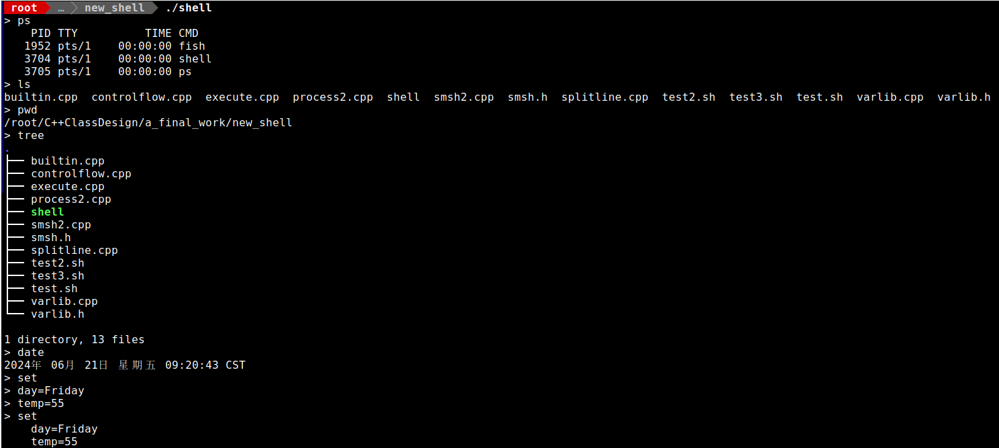 root … new_shell ./shell
> ps
    PID TTY          TIME CMD
   1952 pts/1    00:00:00 fish
   3704 pts/1    00:00:00 shell
   3705 pts/1    00:00:00 ps
> ls
builtin.cpp  controlflow.cpp  execute.cpp  process2.cpp  shell  smsh2.cpp  smsh.h  splitline.cpp  test2.sh  test3.sh  test.sh  varlib.cpp  varlib.h
> pwd
/root/C++ClassDesign/a_final_work/new_shell
> tree
.
├── builtin.cpp
├── controlflow.cpp
├── execute.cpp
├── process2.cpp
├── shell
├── smsh2.cpp
├── smsh.h
├── splitline.cpp
├── test2.sh
├── test3.sh
├── test.sh
├── varlib.cpp
└── varlib.h
1 directory, 13 files
> date
2024年 06月 21日 星期五 09:20:43 CST
> set
> day=Friday
> temp=55
> set
    day=Friday
    temp=55